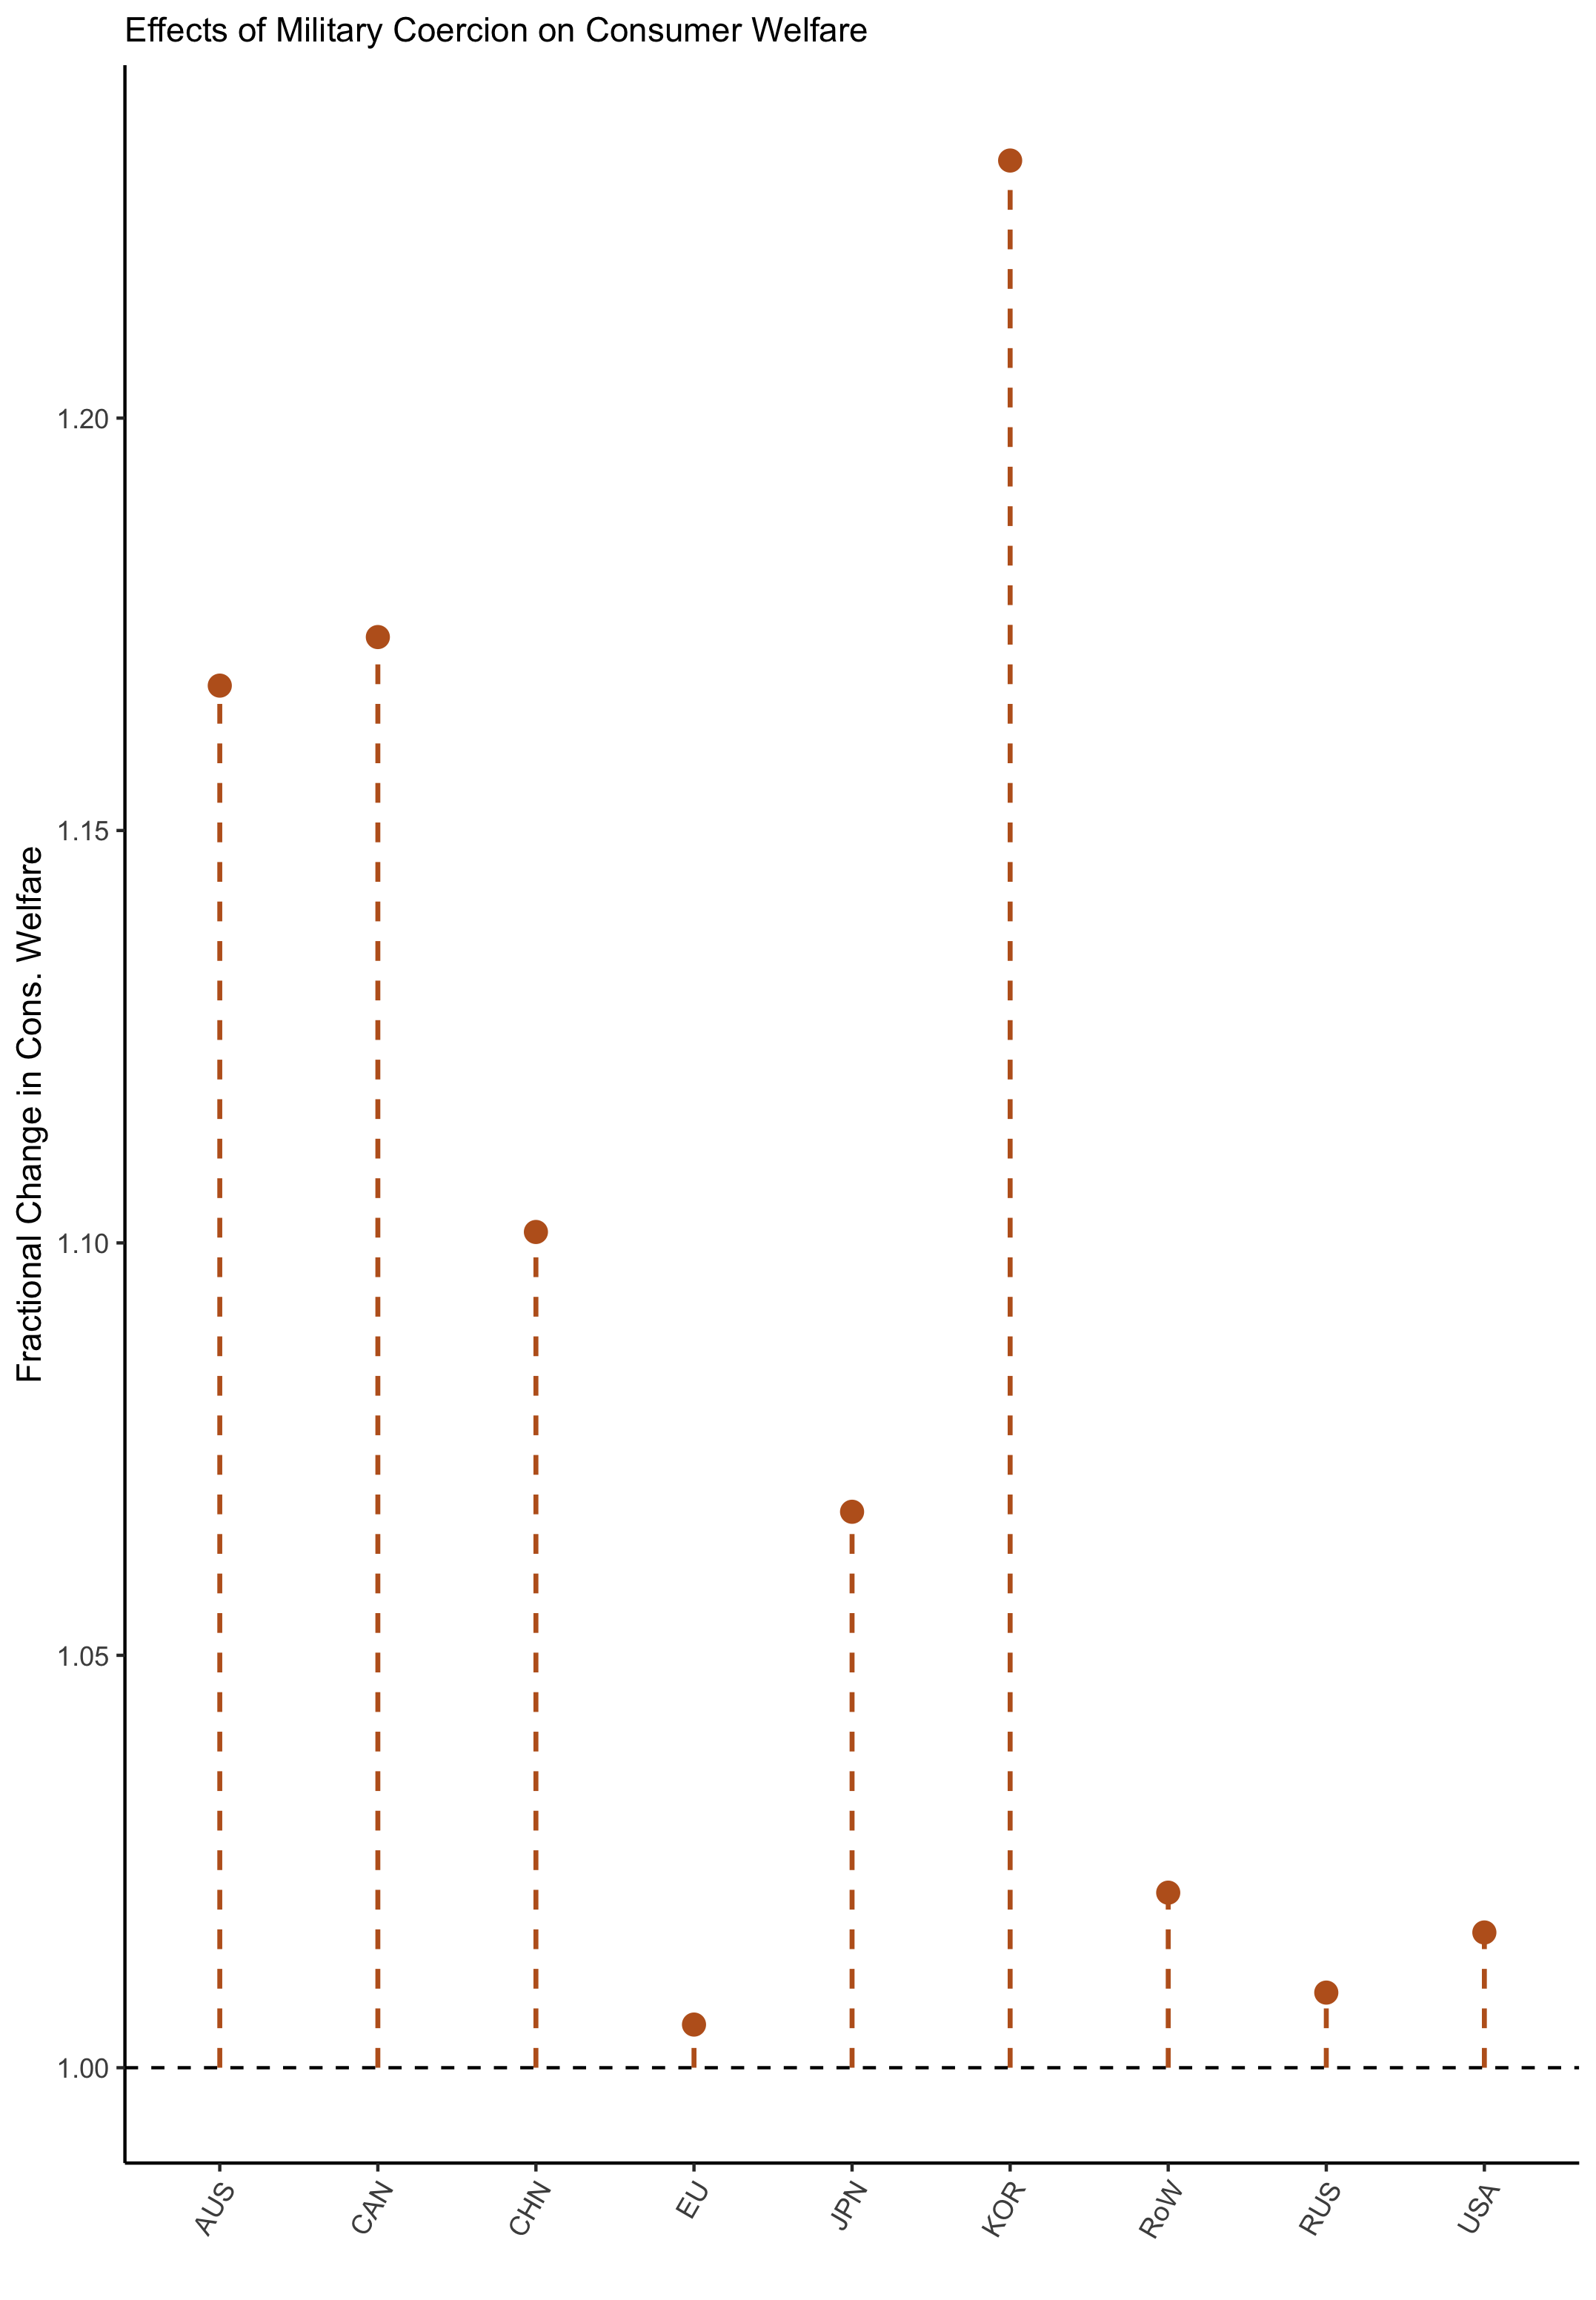 Effects of Military Coercion on Consumer Welfare
Fractional Change in Cons. Welfare
1.20
1.15
1.10
1.05
1.00
AUS
CAN
CHN
EU
JPN
KOR
RoW
RUS
USA